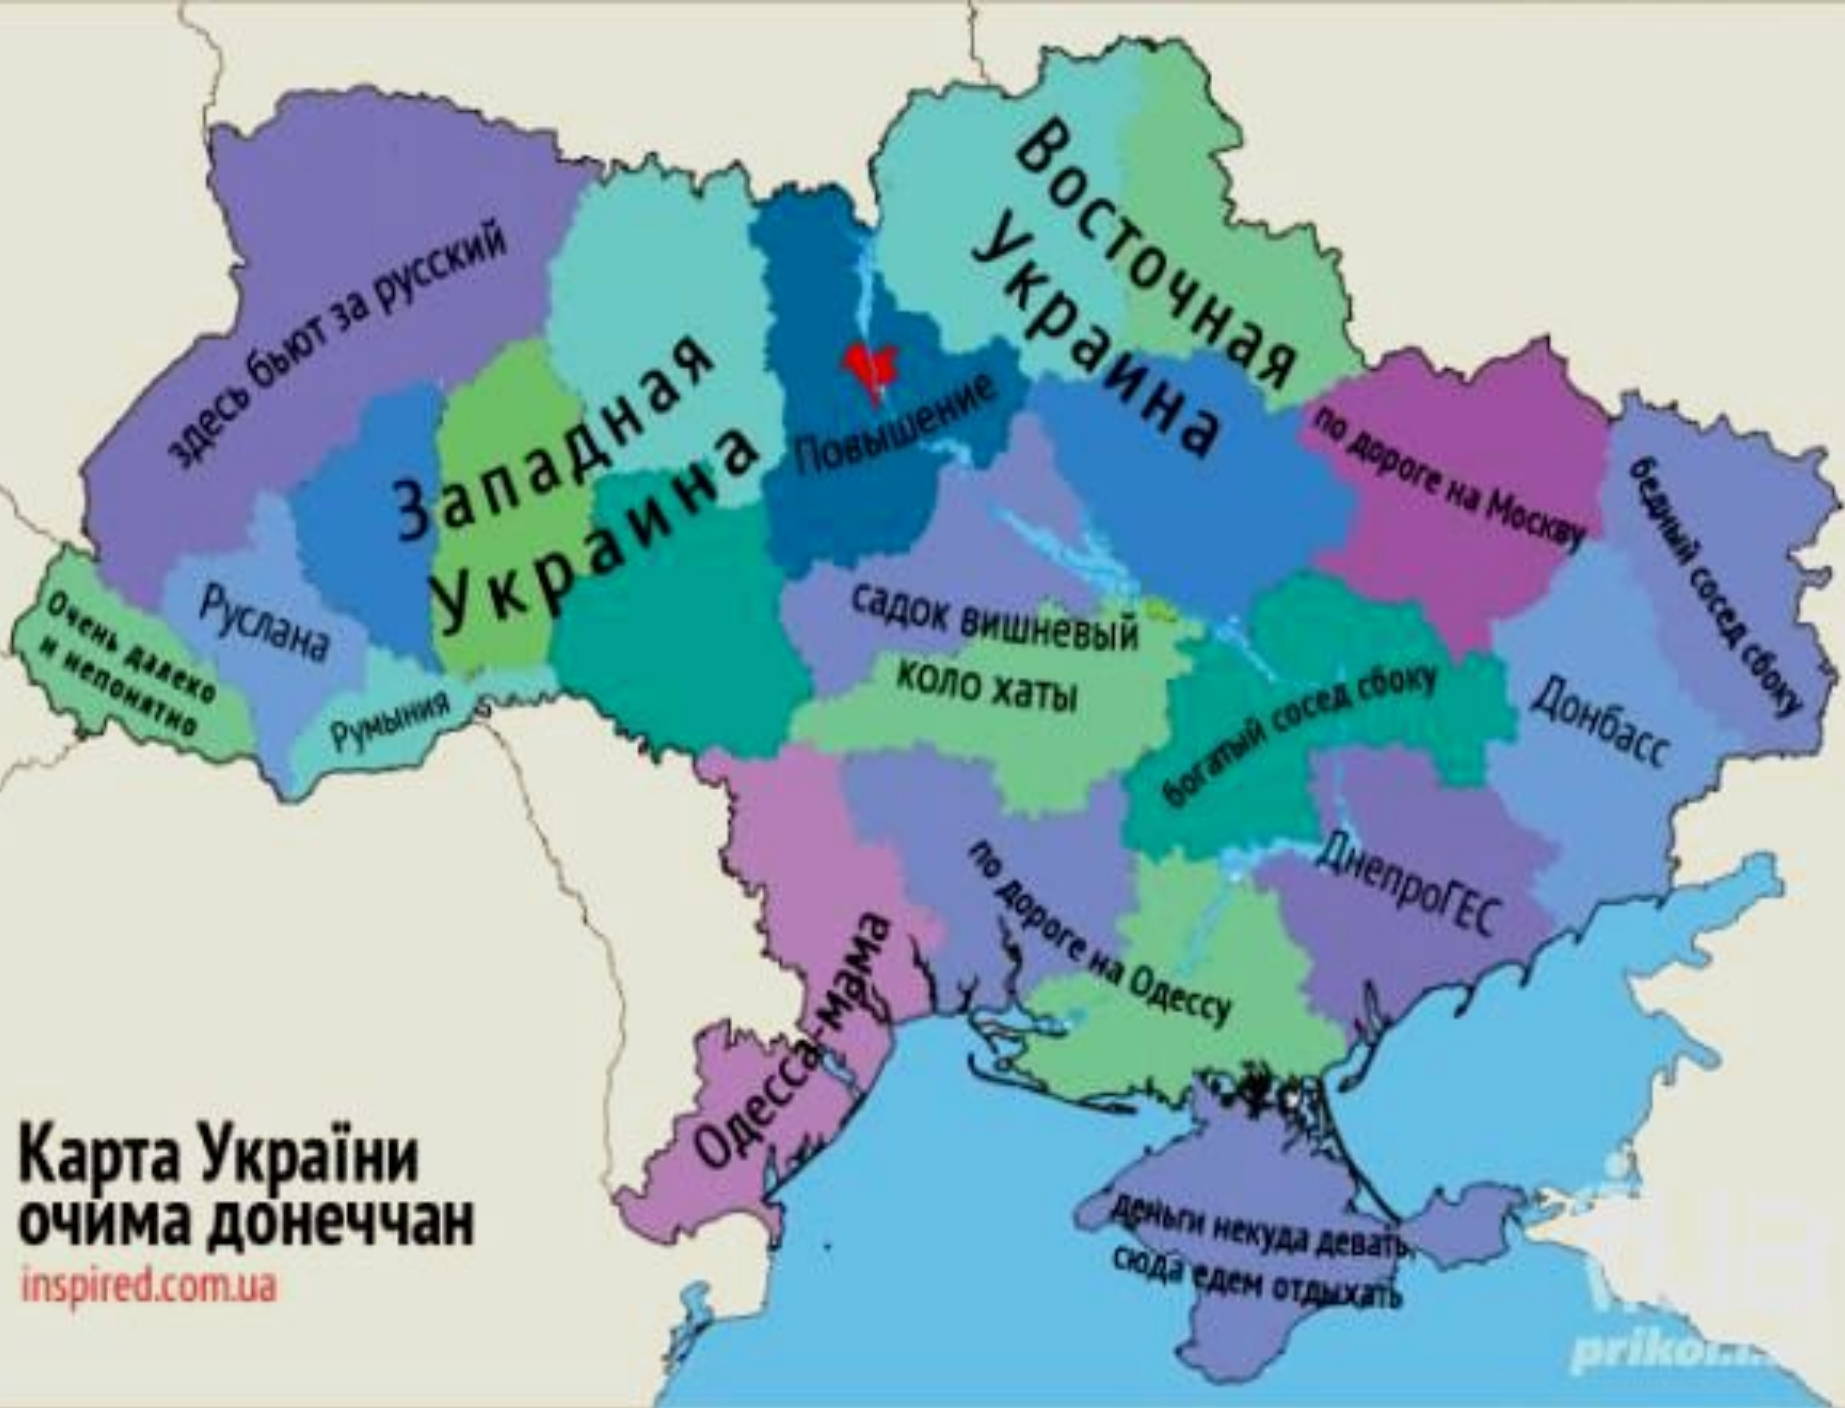 Восточная
Украина
здесь бьют за русский
Западная
Украина
Повышение
по дороге на Москву
бедный сосед сбоку
Очень далеко
и непонятно
Руслана
Румыния
садок вишневый
коло хаты
богатый сосед сбоку
Донбасс
по дороге на Одессу
ДнепроГЕС
Одесса-мама
деньги некуда девать,
сюда едем отдыхать
Карта України
очима донеччан
inspired.com.ua